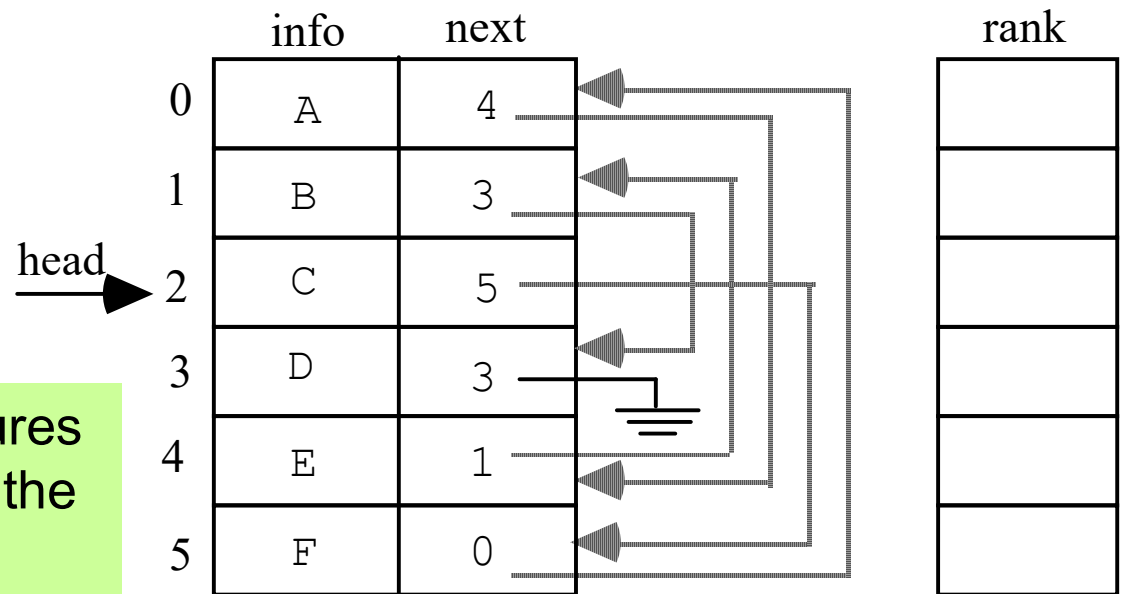 info next rank
0 A 4
1 B 3
head
2 C 5
3 D 3
ures
4 E 1
the
5 F 0